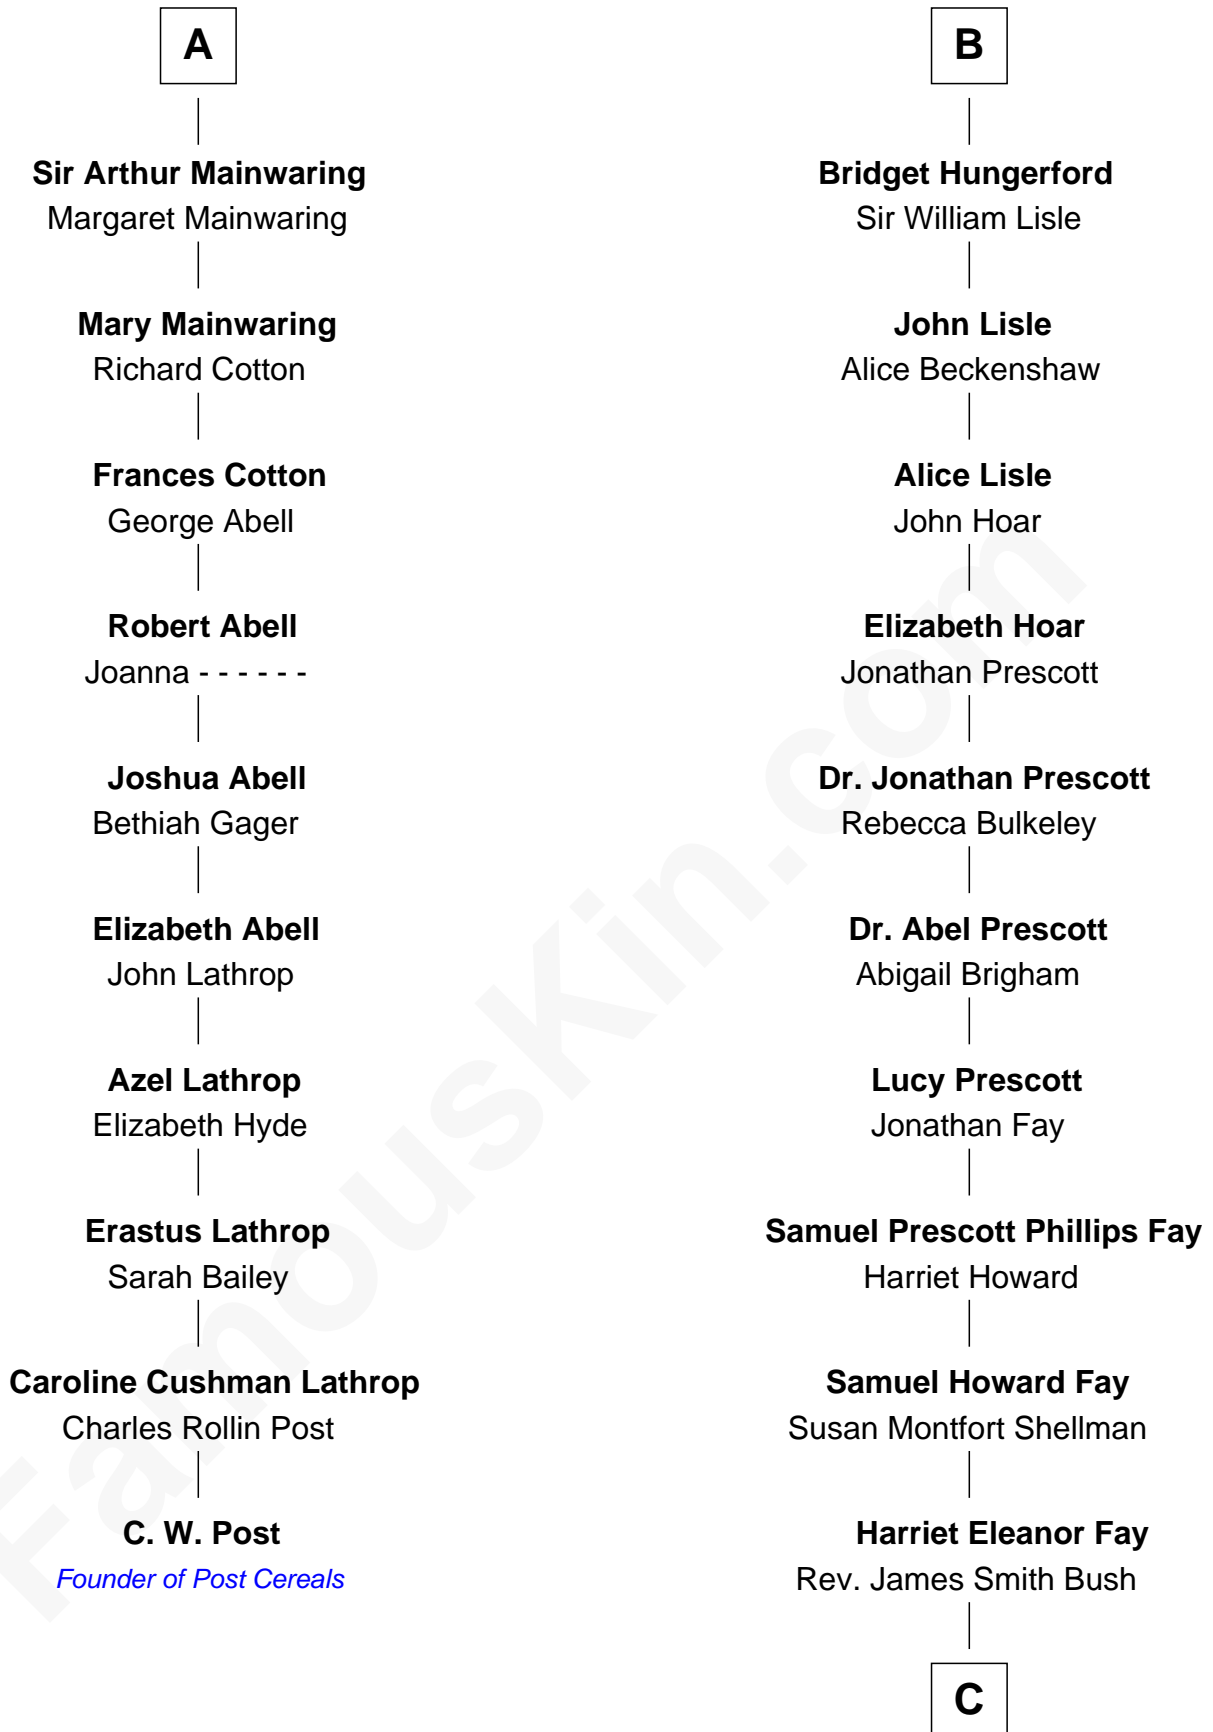 A
Sir Arthur Mainwaring
Margaret Mainwaring
Mary Mainwaring
Richard Cotton
Frances Cotton
George Abell
Robert Abell
Joanna - - - - - -
Joshua Abell
Bethiah Gager
Elizabeth Abell
John Lathrop
Azel Lathrop
Elizabeth Hyde
Erastus Lathrop
Sarah Bailey
Caroline Cushman Lathrop
Charles Rollin Post
C. W. Post
Founder of Post Cereals
B
Bridget Hungerford
Sir William Lisle
John Lisle
Alice Beckenshaw
Alice Lisle
John Hoar
Elizabeth Hoar
Jonathan Prescott
Dr. Jonathan Prescott
Rebecca Bulkeley
Dr. Abel Prescott
Abigail Brigham
Lucy Prescott
Jonathan Fay
Samuel Prescott Phillips Fay
Harriet Howard
Samuel Howard Fay
Susan Montfort Shellman
Harriet Eleanor Fay
Rev. James Smith Bush
C
FamousKin.com